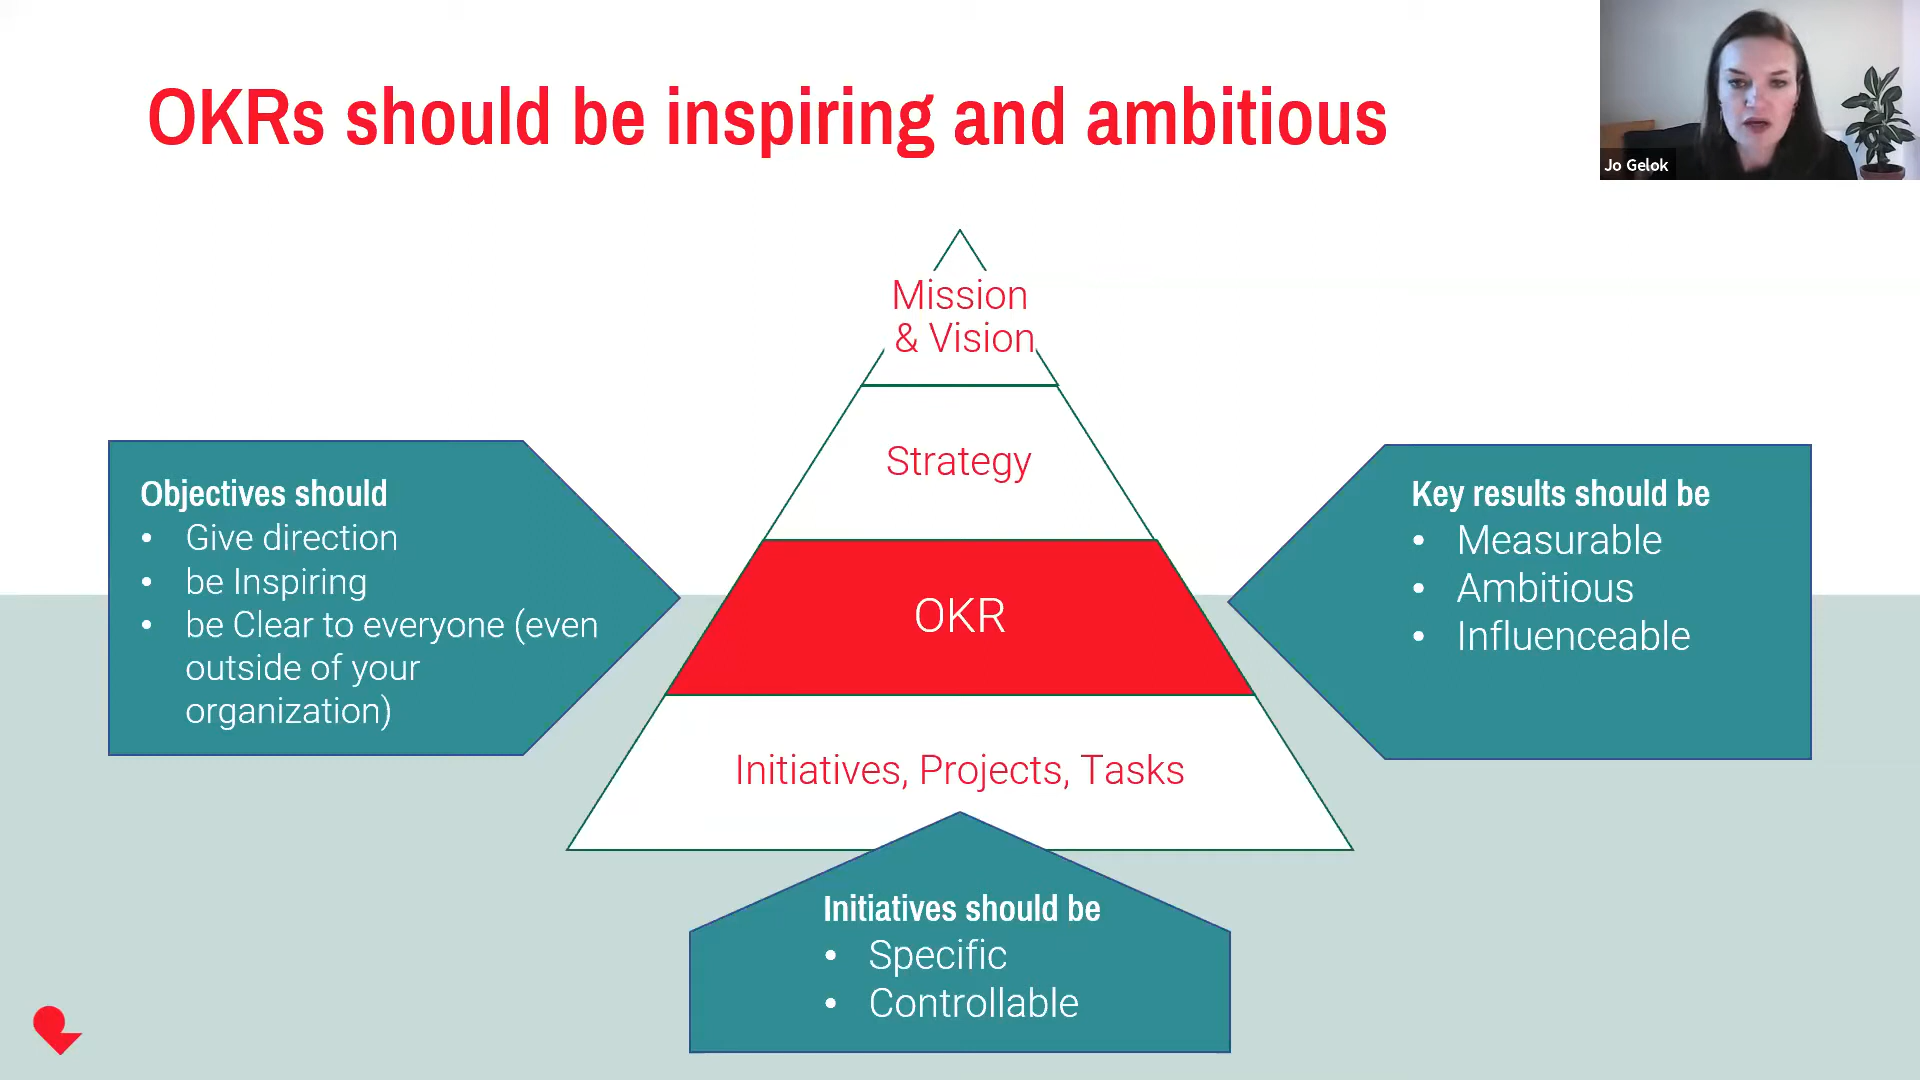 OKRs should be inspiring and ambitious
Jo Gelok
Mission
& Vision
Strategy
OKR
Initiatives, Projects, Tasks
Objectives should
• Give direction
• be Inspiring
• be Clear to everyone (even
outside of your
organization)
Key results should be
• Measurable
• Ambitious
• Influenceable
Initiatives should be
• Specific
• Controllable